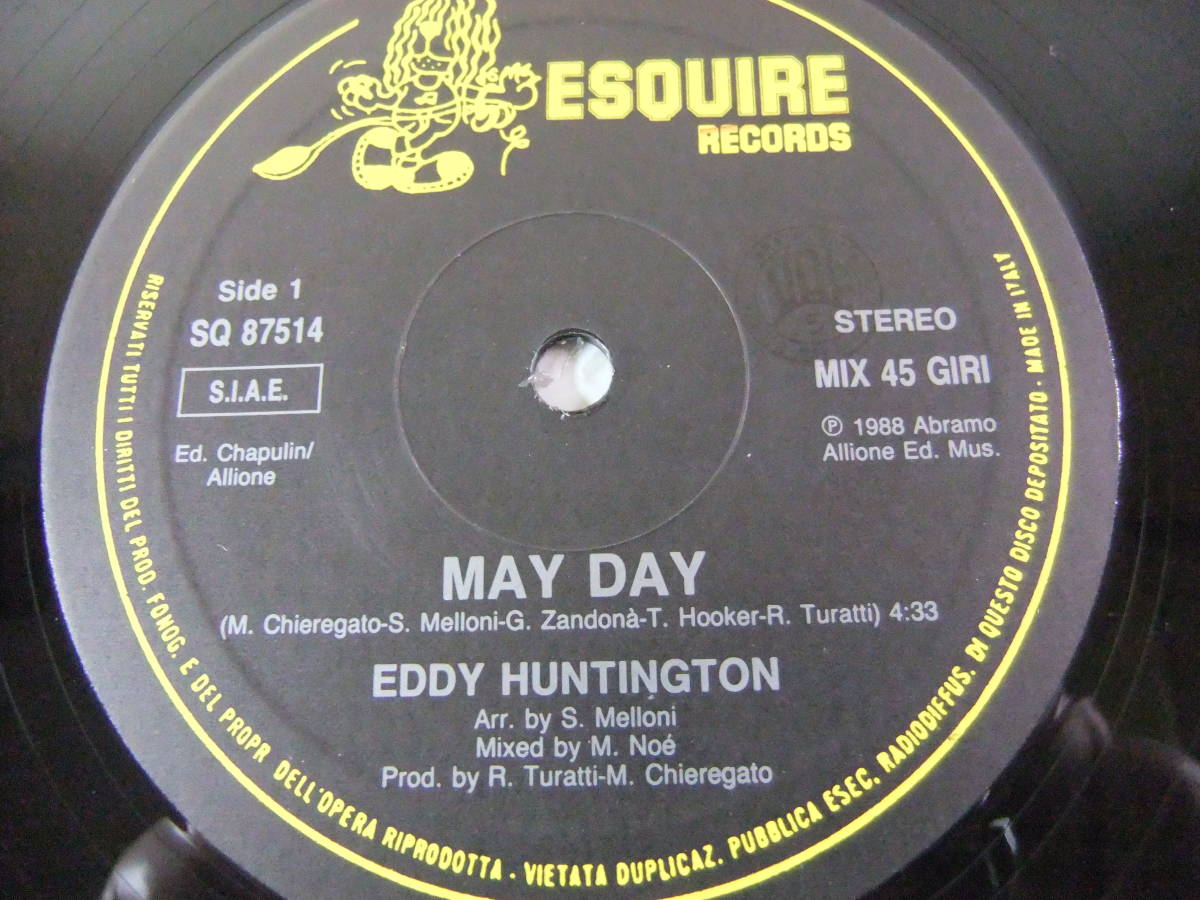 ESQUIRE
RECORDS
Side 1
SQ 87514
S.I.A.E.
Ed. Chapulin/
Allione
STEREO
MIX 45 GIRI
℗ 1988 Abramo
Allione Ed. Mus.
MAY DAY
(M. Chieregato-S. Melloni-G. Zandonà-T. Hooker-R. Turatti) 4:33
EDDY HUNTINGTON
Arr. by S. Melloni
Mixed by M. Noé
Prod. by R. Turatti-M. Chieregato
RISERVATI TUTTI I DIRITTI DEL PROD. FONOG. E DEL PROPR DELL'OPERA RIPRODOTTA · VIETATA DUPLICAZ. PUBBLICA ESEC. RADIODIFFUS. DI QUESTO DISCO DEPOSITATO · MADE IN ITALY